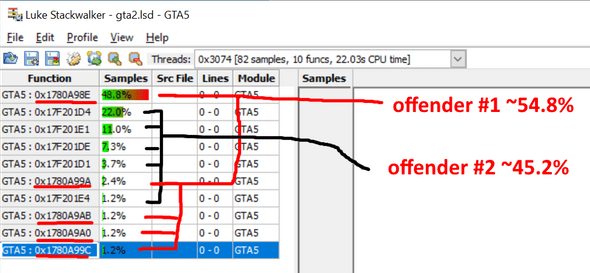 Luke Stackwalker - gta2.lsd - GTA5
File Edit Profile View Help
Threads: 0x3074 [82 samples, 10 funcs, 22.03s CPU time]
Function Samples Src File Lines Module Samples
GTA5 : 0x1780A98E 48.8% 0 - 0 GTA5
GTA5 : 0x17F201D4 22.0% 0 - 0 GTA5
GTA5 : 0x17F201E1 11.0% 0 - 0 GTA5
GTA5 : 0x17F201DE 7.3% 0 - 0 GTA5
GTA5 : 0x17F201D1 3.7% 0 - 0 GTA5
GTA5 : 0x1780A99A 2.4% 0 - 0 GTA5
GTA5 : 0x17F201E4 1.2% 0 - 0 GTA5
GTA5 : 0x1780A9AB 1.2% 0 - 0 GTA5
GTA5 : 0x1780A9A0 1.2% 0 - 0 GTA5
GTA5 : 0x1780A99C 1.2% 0 - 0 GTA5
offender #1 ~54.8%
offender #2 ~45.2%